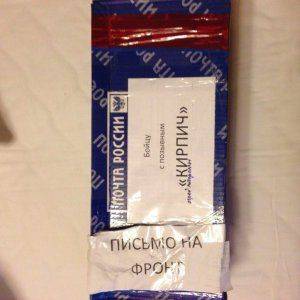 ПОЧТА РОССИИ
Бойцу
с позывным
«КИРПИЧ»
ПИСЬМО НА
ФРОНТ